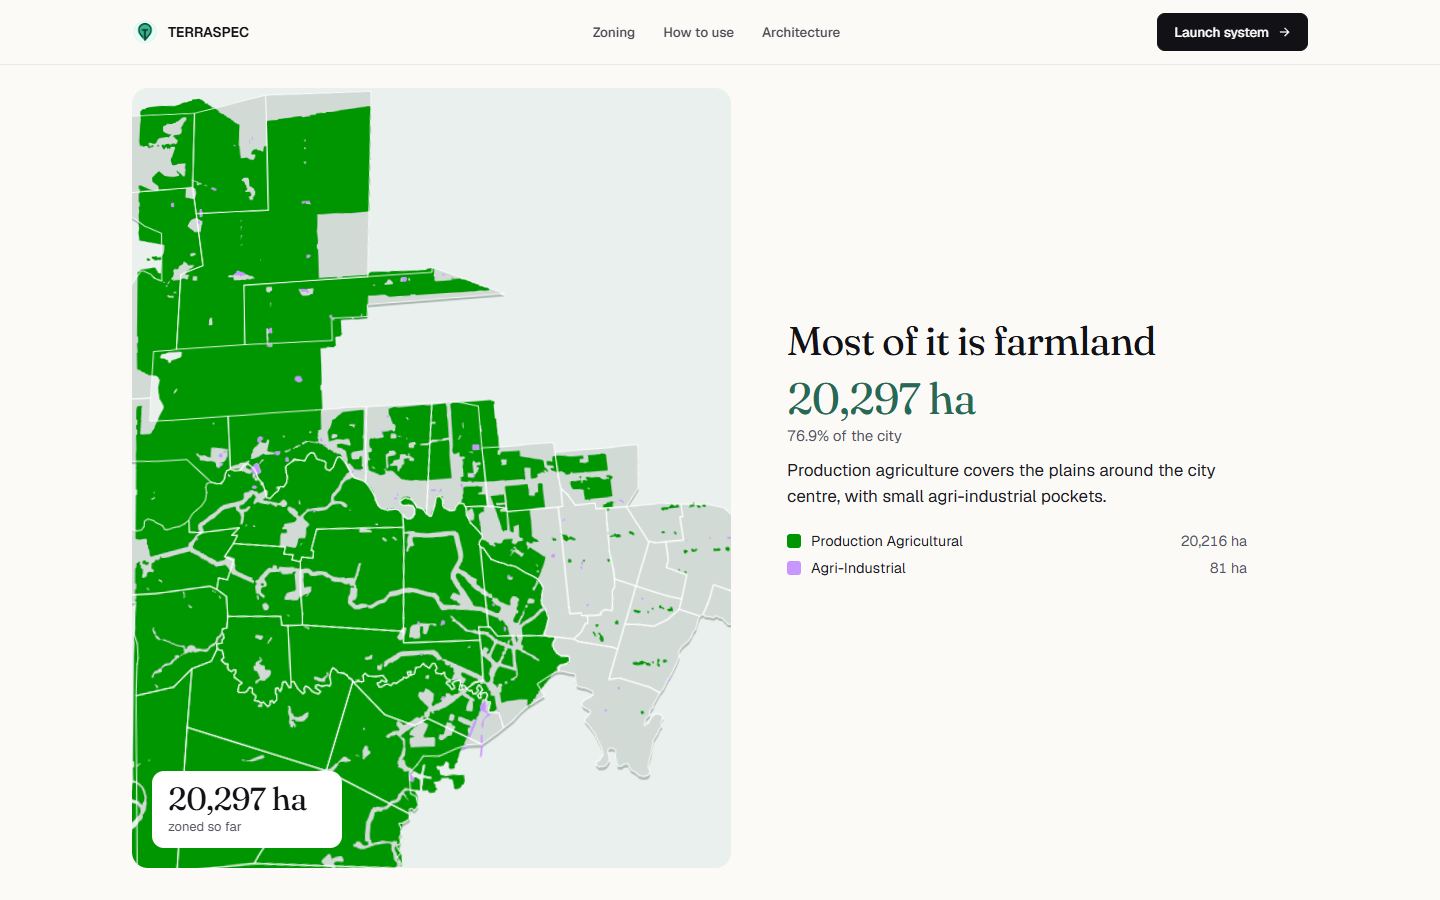 TERRASPEC
Zoning
How to use
Architecture
Launch system →
20,297 ha
zoned so far
Most of it is farmland
20,297 ha
76.9% of the city
Production agriculture covers the plains around the city
centre, with small agri-industrial pockets.
Production Agricultural 20,216 ha
Agri-Industrial 81 ha